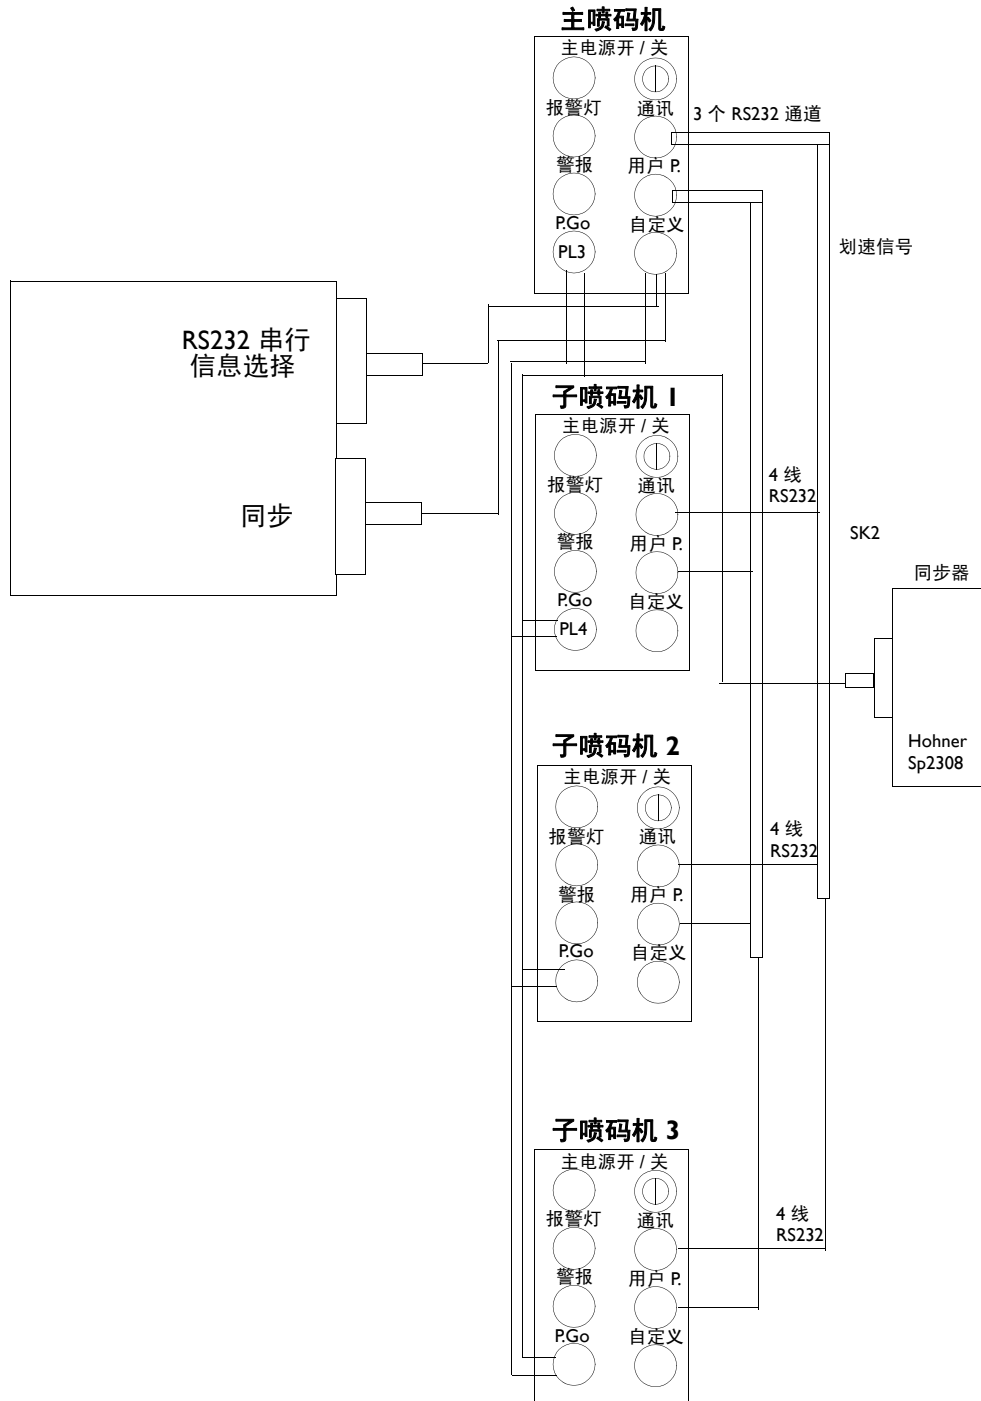 主喷码机
主电源开 / 关
报警灯
通讯
3 个 RS232 通道
警报
用户 P.
P.Go
自定义
PL3
划速信号
RS232 串行
信息选择
同步
子喷码机 1
主电源开 / 关
报警灯
通讯
4 线
RS232
警报
用户 P.
SK2
P.Go
自定义
PL4
同步器
Hohner
Sp2308
子喷码机 2
主电源开 / 关
报警灯
通讯
4 线
RS232
警报
用户 P.
P.Go
自定义
子喷码机 3
主电源开 / 关
报警灯
通讯
4 线
RS232
警报
用户 P.
P.Go
自定义